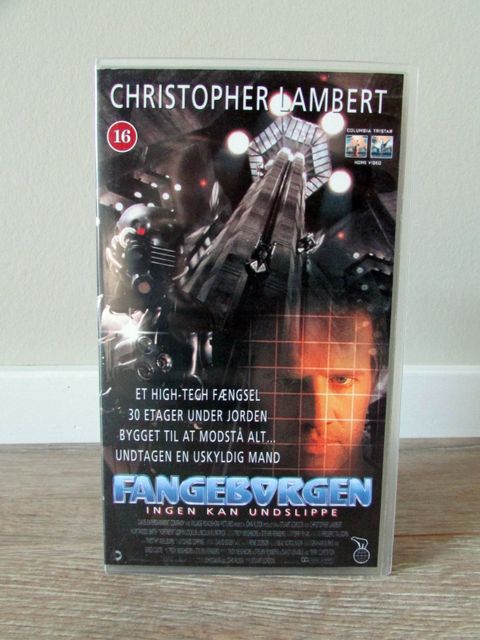 CHRISTOPHER LAMBERT
16
COLUMBIA TRISTAR
HOME VIDEO
ET HIGH-TECH FÆNGSEL
30 ETAGER UNDER JORDEN
BYGGET TIL AT MODSTÅ ALT...
UNDTAGEN EN USKYLDIG MAND
FANGEBORGEN
INGEN KAN UNDSLIPPE